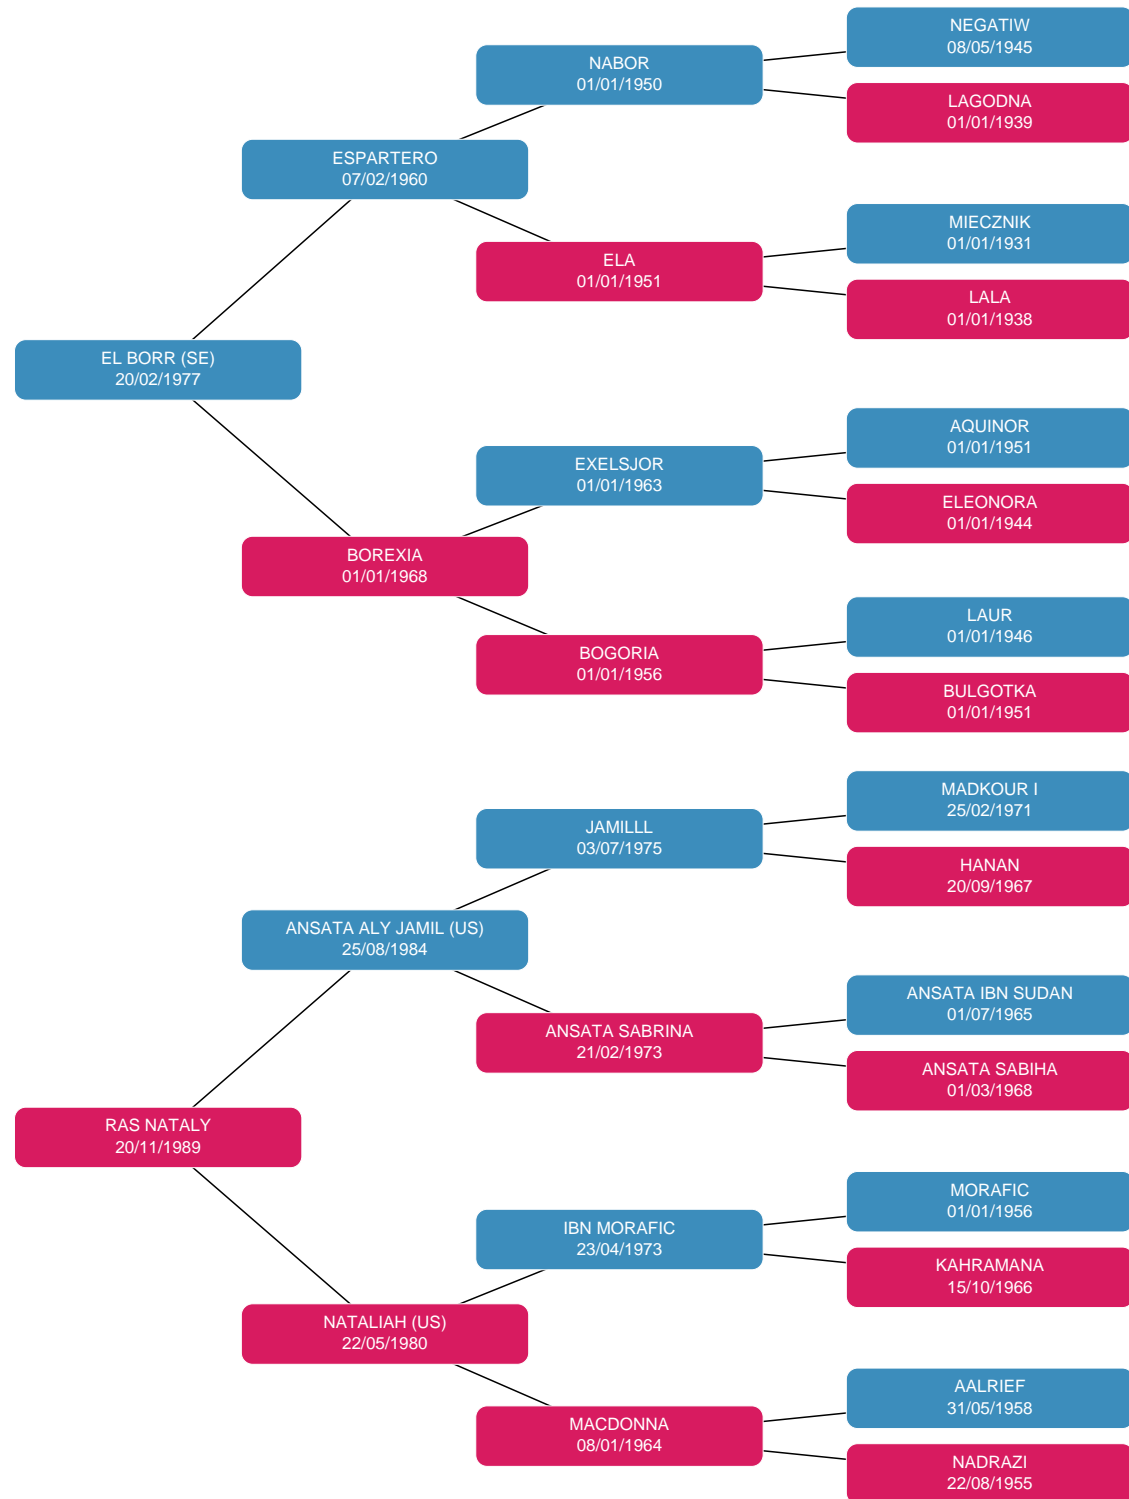 NEGATIW
08/05/1945
NABOR
01/01/1950
LAGODNA
01/01/1939
ESPARTERO
07/02/1960
MIECZNIK
01/01/1931
ELA
01/01/1951
LALA
01/01/1938
EL BORR (SE)
20/02/1977
AQUINOR
01/01/1951
EXELSJOR
01/01/1963
ELEONORA
01/01/1944
BOREXIA
01/01/1968
LAUR
01/01/1946
BOGORIA
01/01/1956
BULGOTKA
01/01/1951
MADKOUR I
25/02/1971
JAMILLL
03/07/1975
HANAN
20/09/1967
ANSATA ALY JAMIL (US)
25/08/1984
ANSATA IBN SUDAN
01/07/1965
ANSATA SABRINA
21/02/1973
ANSATA SABIHA
01/03/1968
RAS NATALY
20/11/1989
MORAFIC
01/01/1956
IBN MORAFIC
23/04/1973
KAHRAMANA
15/10/1966
NATALIAH (US)
22/05/1980
AALRIEF
31/05/1958
MACDONNA
08/01/1964
NADRAZI
22/08/1955